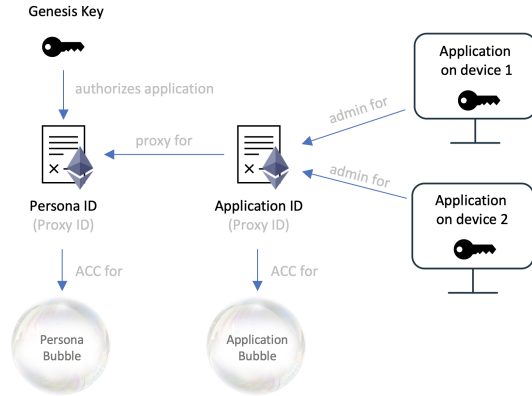 Genesis Key
authorizes application
Application
on device 1
admin for
proxy for
admin for
Persona ID
(Proxy ID)
Application ID
(Proxy ID)
Application
on device 2
ACC for
ACC for
Persona
Bubble
Application
Bubble